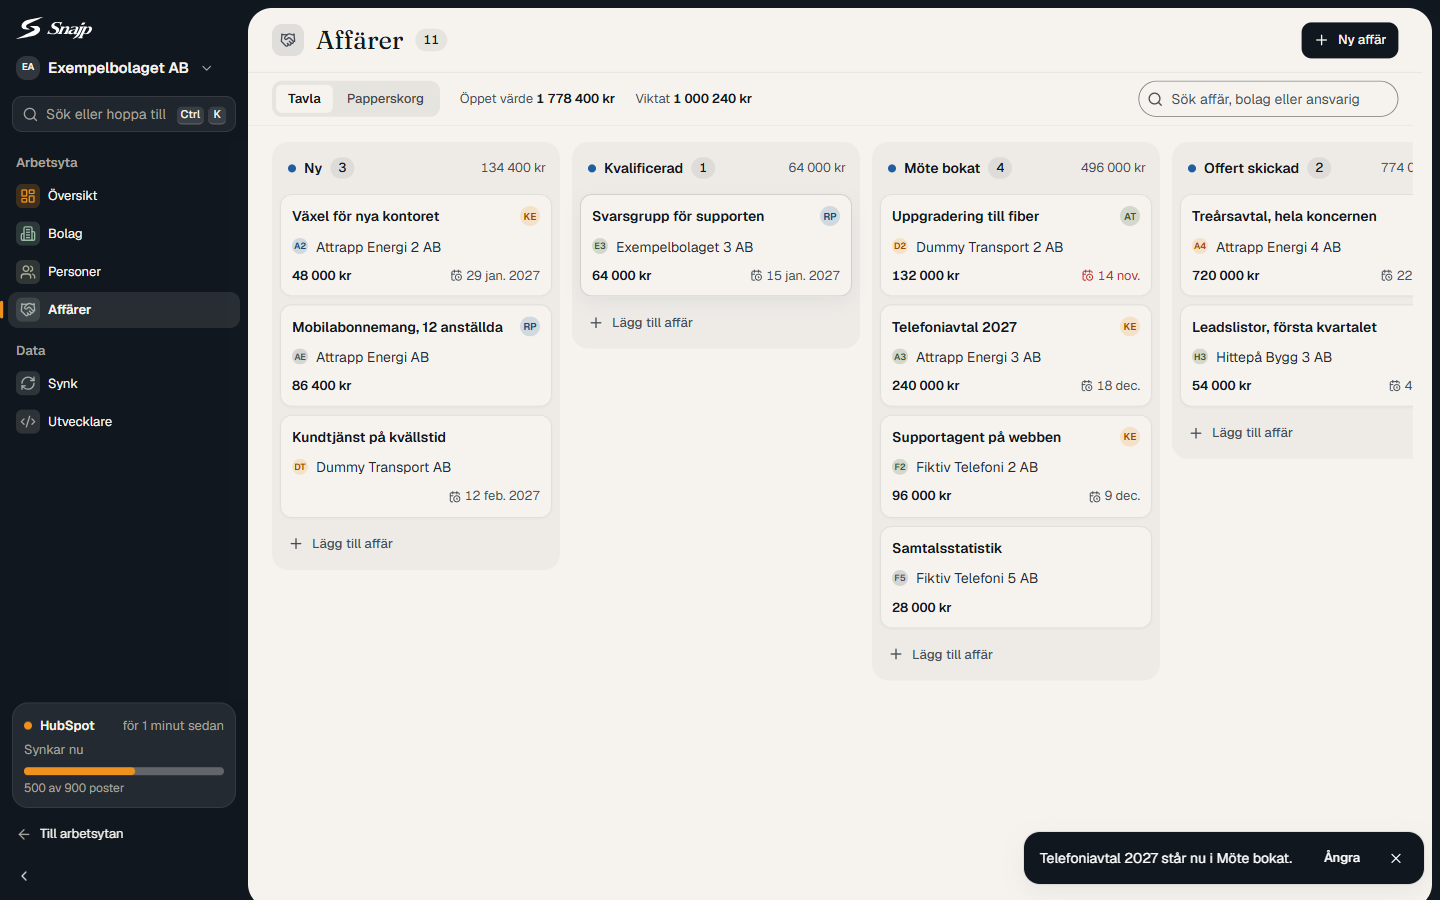 Snajp
EA Exempelbolaget AB
Sök eller hoppa till Ctrl K
Arbetsyta
Översikt
Bolag
Personer
Affärer
Data
Synk
Utvecklare
HubSpot för 1 minut sedan
Synkar nu
500 av 900 poster
Till arbetsytan
Affärer 11
Ny affär
Tavla Papperskorg Öppet värde 1 778 400 kr Viktat 1 000 240 kr
Sök affär, bolag eller ansvarig
Ny 3 134 400 kr
Växel för nya kontoret KE
A2 Attrapp Energi 2 AB
48 000 kr 29 jan. 2027
Mobilabonnemang, 12 anställda RP
AE Attrapp Energi AB
86 400 kr
Kundtjänst på kvällstid
DT Dummy Transport AB
12 feb. 2027
Lägg till affär
Kvalificerad 1 64 000 kr
Svarsgrupp för supporten RP
E3 Exempelbolaget 3 AB
64 000 kr 15 jan. 2027
Lägg till affär
Möte bokat 4 496 000 kr
Uppgradering till fiber AT
D2 Dummy Transport 2 AB
132 000 kr 14 nov.
Telefoniavtal 2027 KE
A3 Attrapp Energi 3 AB
240 000 kr 18 dec.
Supportagent på webben KE
F2 Fiktiv Telefoni 2 AB
96 000 kr 9 dec.
Samtalsstatistik
F5 Fiktiv Telefoni 5 AB
28 000 kr
Lägg till affär
Offert skickad 2 774 0
Treårsavtal, hela koncernen
A4 Attrapp Energi 4 AB
720 000 kr 22
Leadslistor, första kvartalet
H3 Hittepå Bygg 3 AB
54 000 kr 4
Lägg till affär
Telefoniavtal 2027 står nu i Möte bokat. Ångra